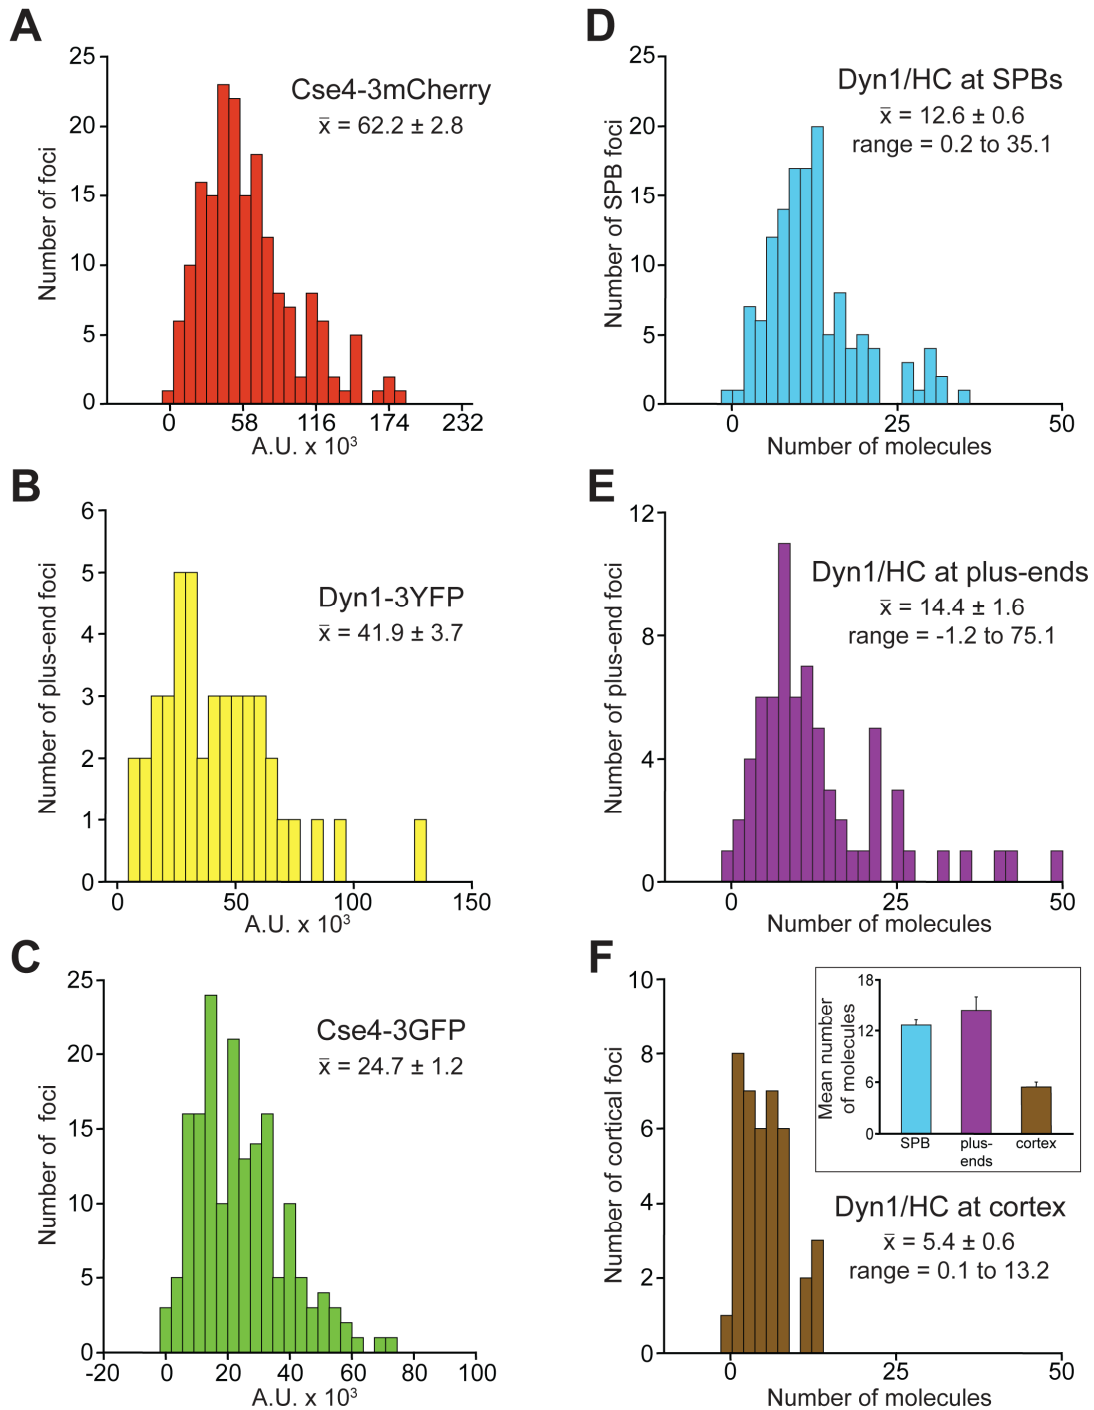 A
Cse4-3mCherry
x̅ = 62.2 ± 2.8
Number of foci
25
20
15
10
5
0
0 58 116 174 232
A.U. x 10³
B
Dyn1-3YFP
x̅ = 41.9 ± 3.7
Number of plus-end foci
6
5
4
3
2
1
0
0 50 100 150
A.U. x 10³
C
Cse4-3GFP
x̅ = 24.7 ± 1.2
Number of foci
25
20
15
10
5
0
-20 0 20 40 60 80 100
A.U. x 10³
D
Dyn1/HC at SPBs
x̅ = 12.6 ± 0.6
range = 0.2 to 35.1
Number of SPB foci
25
20
15
10
5
0
0 25 50
Number of molecules
E
Dyn1/HC at plus-ends
x̅ = 14.4 ± 1.6
range = -1.2 to 75.1
Number of plus-end foci
12
8
4
0
0 25 50
Number of molecules
F
Number of cortical foci
10
8
6
4
2
0
Mean number
of molecules
18
12
6
0
SPB plus- cortex
ends
Dyn1/HC at cortex
x̅ = 5.4 ± 0.6
range = 0.1 to 13.2
0 25 50
Number of molecules